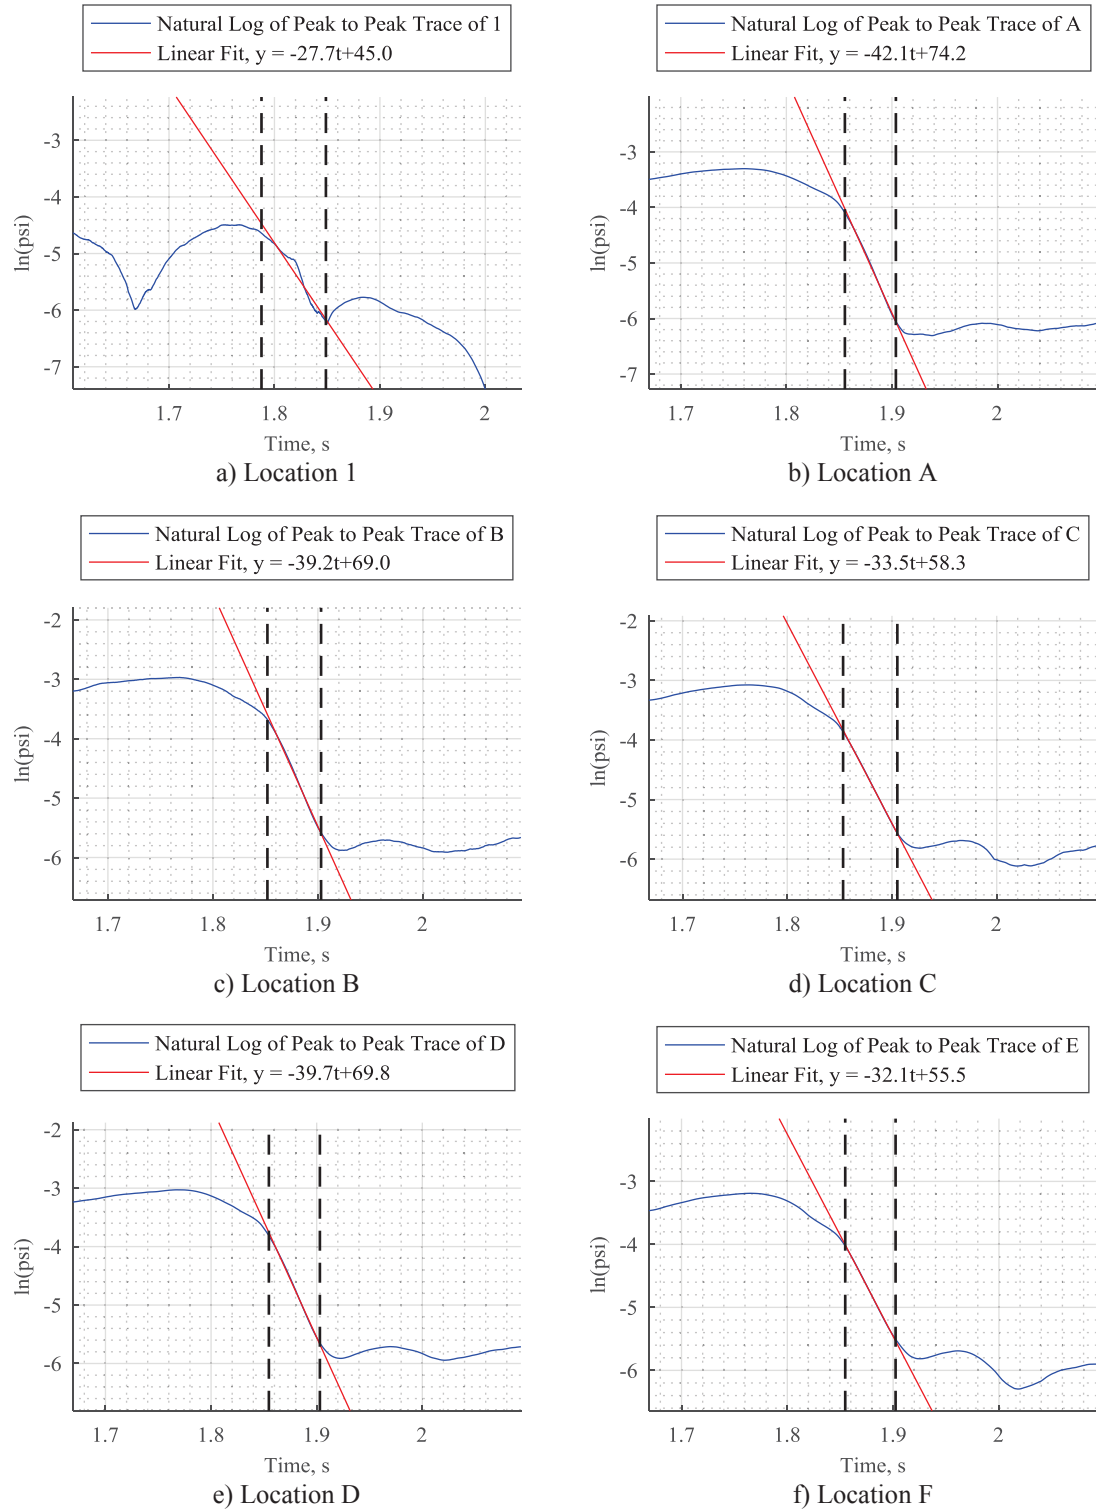 Natural Log of Peak to Peak Trace of 1
Linear Fit, y = -27.7t+45.0
-3
-4
-5
-6
-7
ln(psi)
1.7 1.8 1.9 2
Time, s
a) Location 1
Natural Log of Peak to Peak Trace of A
Linear Fit, y = -42.1t+74.2
-3
-4
-5
-6
-7
ln(psi)
1.7 1.8 1.9 2
Time, s
b) Location A
Natural Log of Peak to Peak Trace of B
Linear Fit, y = -39.2t+69.0
-2
-3
-4
-5
-6
ln(psi)
1.7 1.8 1.9 2
Time, s
c) Location B
Natural Log of Peak to Peak Trace of C
Linear Fit, y = -33.5t+58.3
-2
-3
-4
-5
-6
ln(psi)
1.7 1.8 1.9 2
Time, s
d) Location C
Natural Log of Peak to Peak Trace of D
Linear Fit, y = -39.7t+69.8
-2
-3
-4
-5
-6
ln(psi)
1.7 1.8 1.9 2
Time, s
e) Location D
Natural Log of Peak to Peak Trace of E
Linear Fit, y = -32.1t+55.5
-3
-4
-5
-6
ln(psi)
1.7 1.8 1.9 2
Time, s
f) Location F